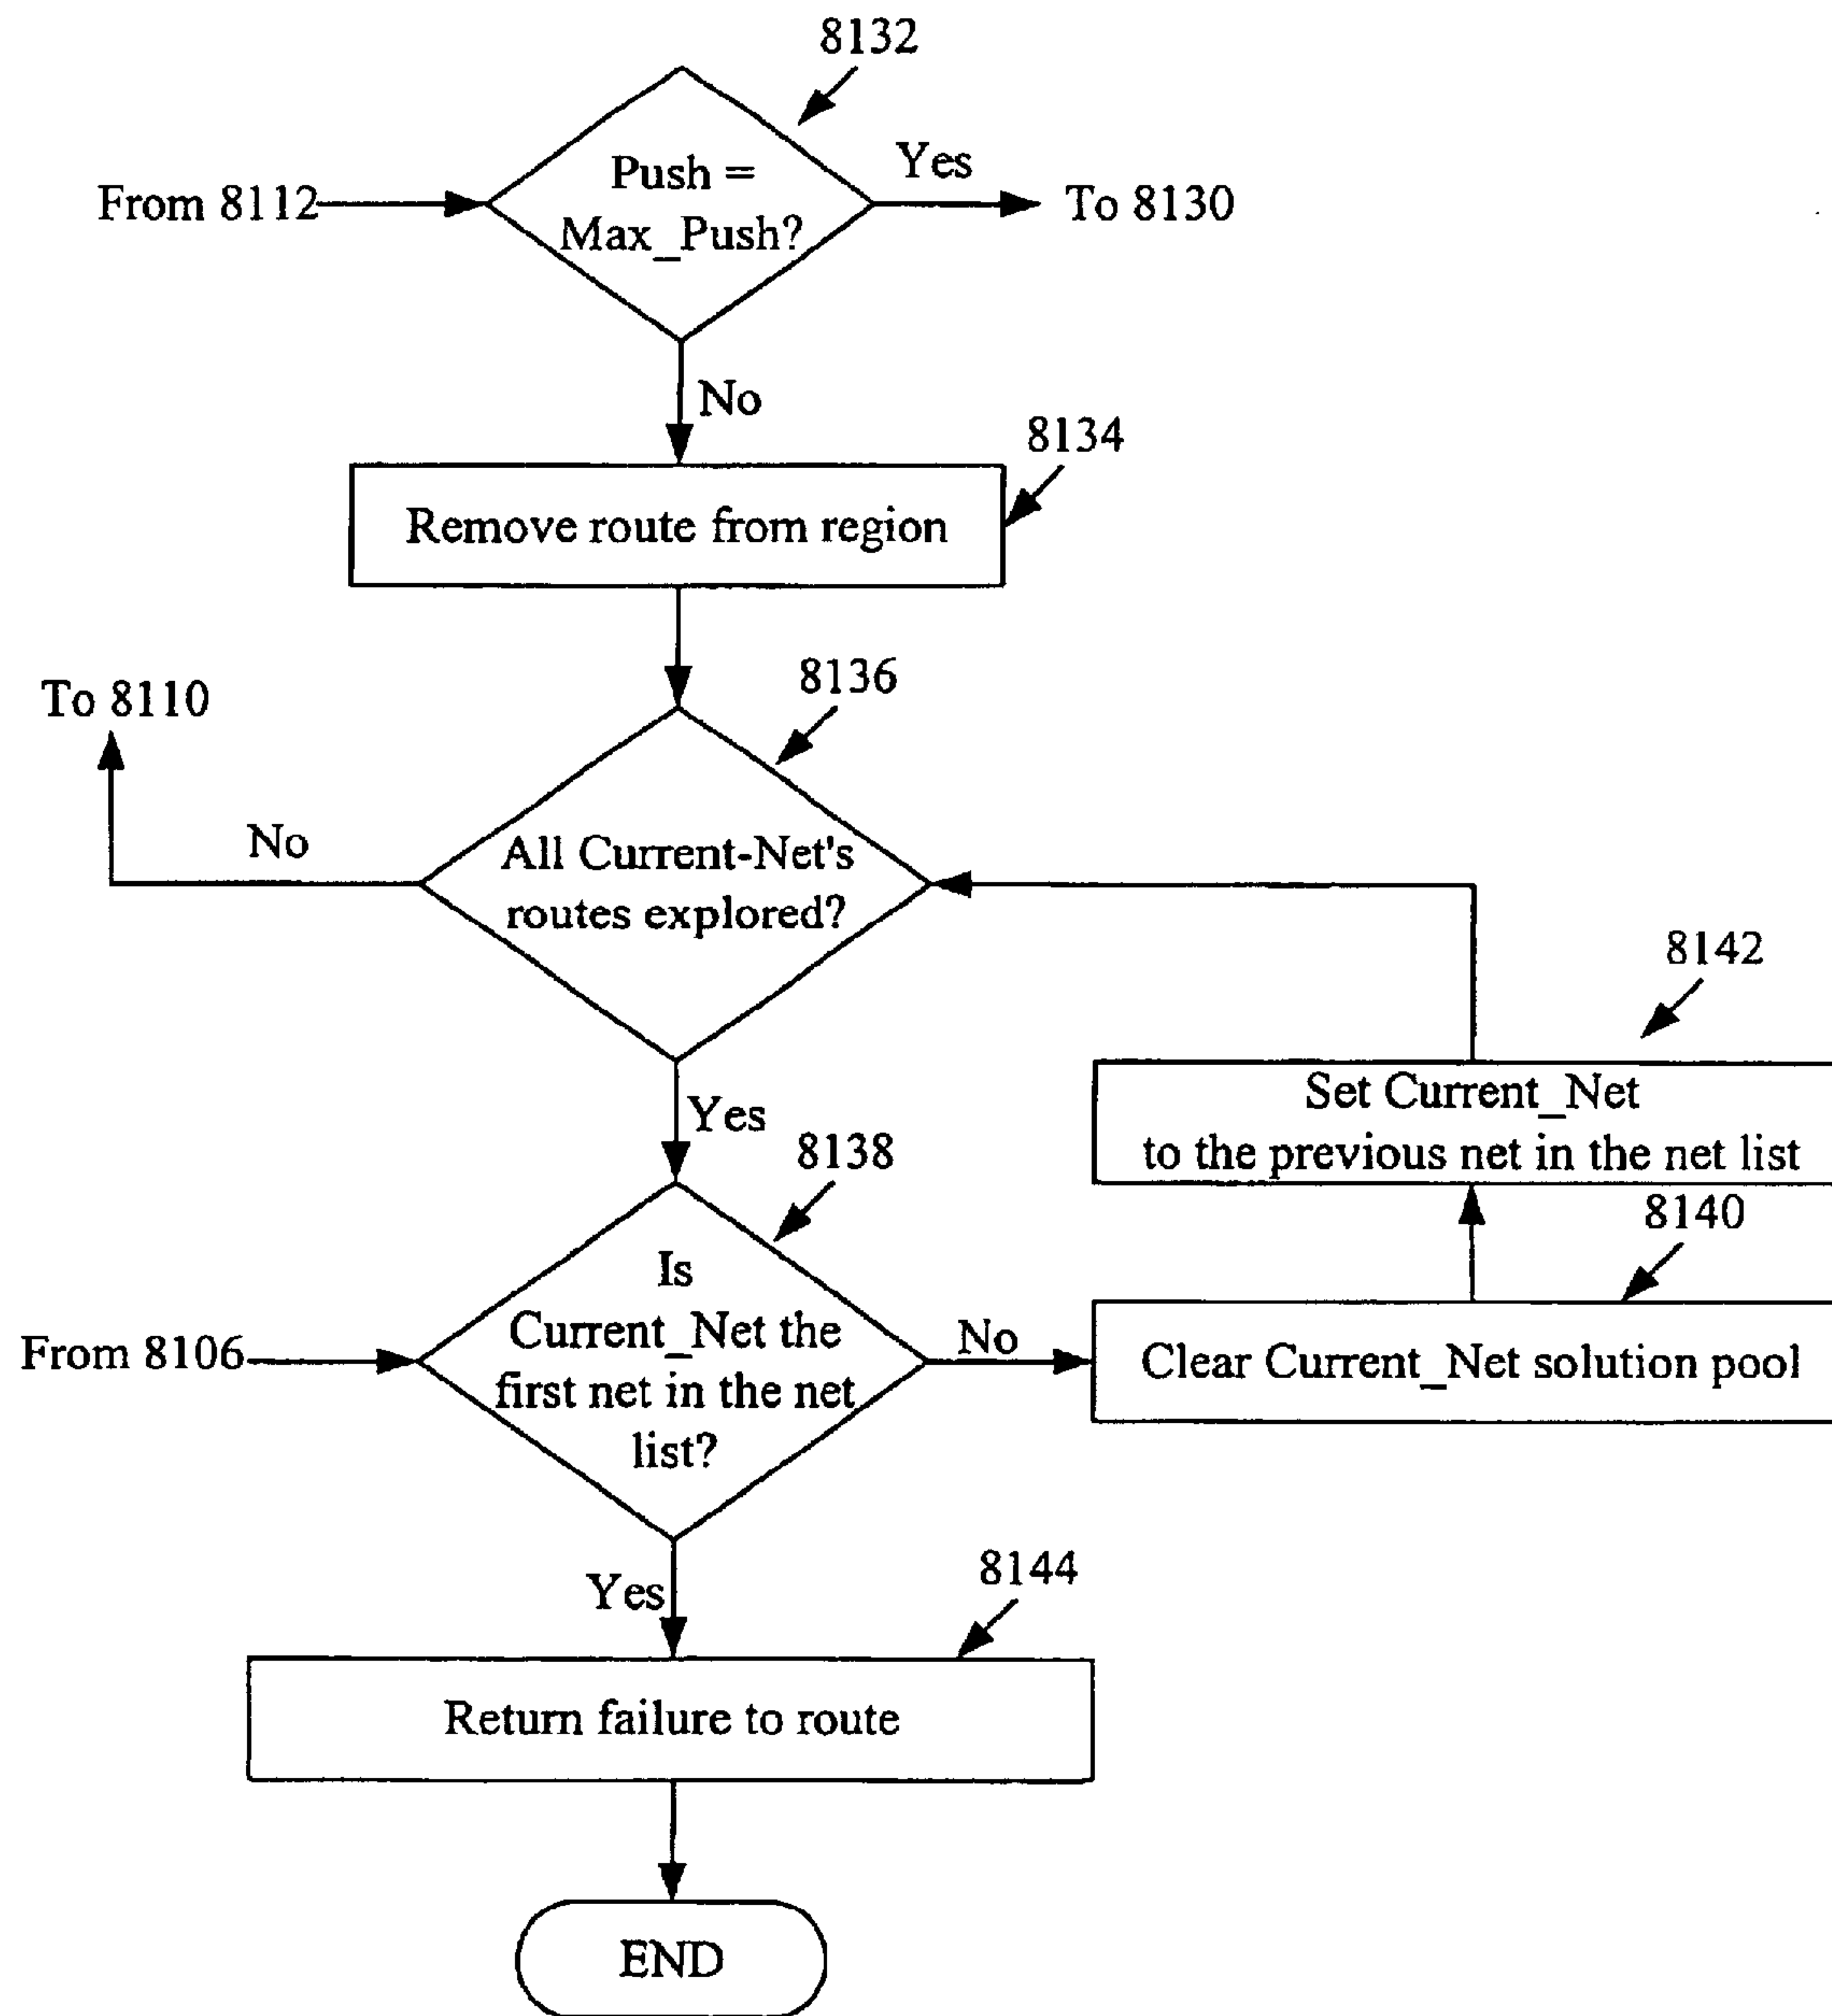 8132
Push =
Max_Push?
Yes
From 8112
To 8130
No
8134
Remove route from region
8136
To 8110
No
All Current-Net's
routes explored?
8142
Set Current_Net
to the previous net in the net list
Yes
8138
8140
Is
Current_Net the
first net in the net
list?
From 8106
No
Clear Current_Net solution pool
Yes
8144
Return failure to route
END